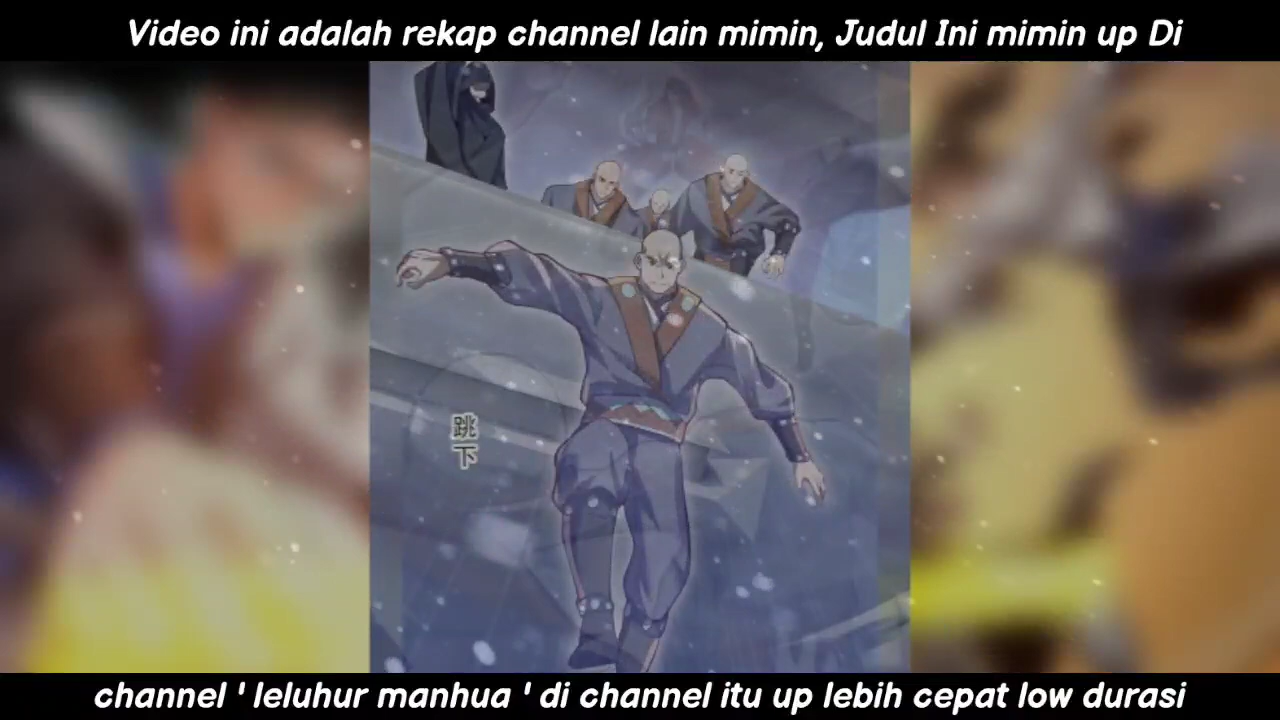 Video ini adalah rekap channel lain mimin, Judul Ini mimin up Di
跳下
channel ' leluhur manhua ' di channel itu up lebih cepat low durasi